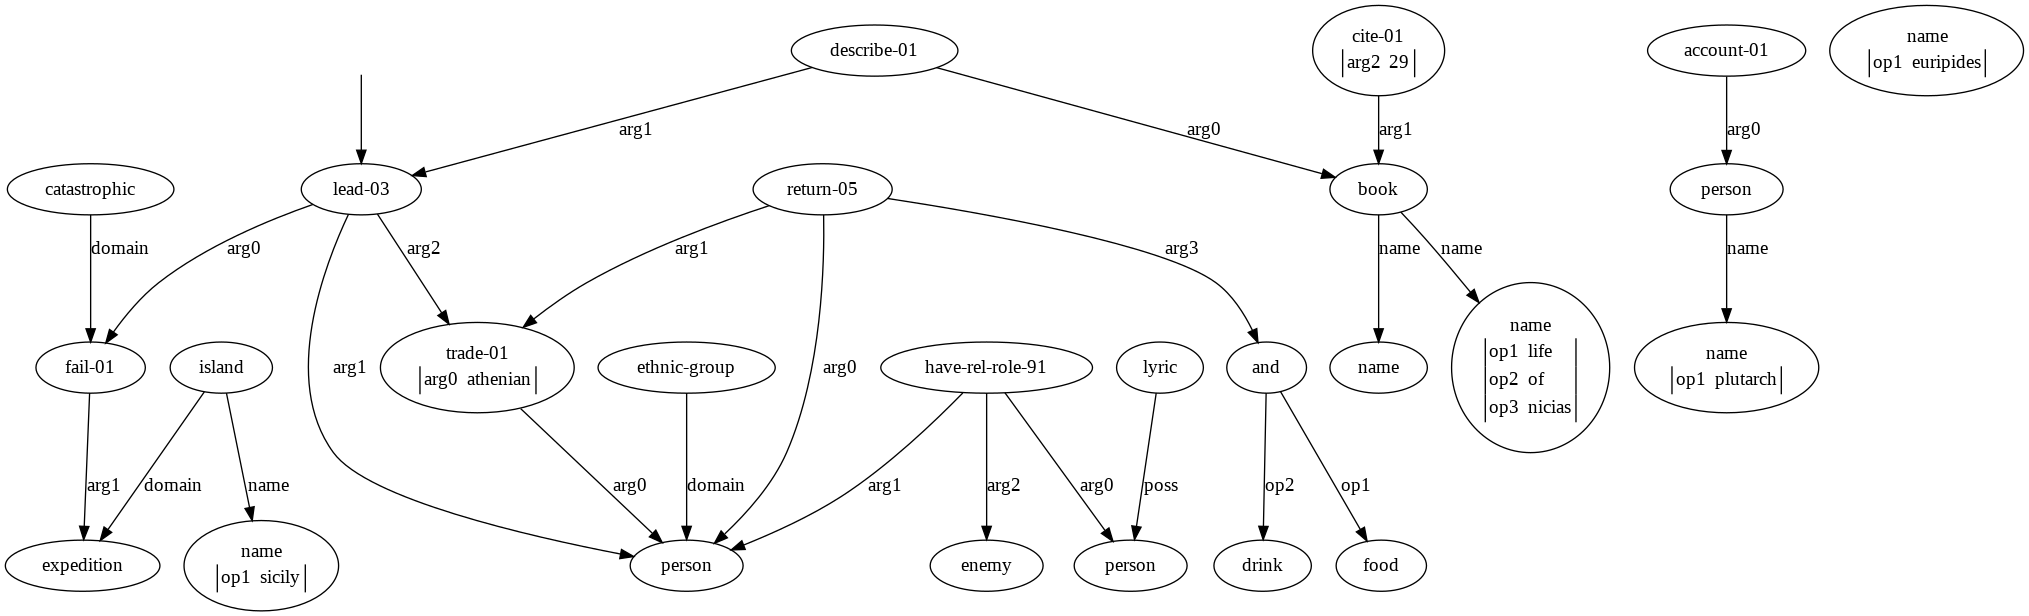 describe-01
cite-01
arg2 29
account-01
name
op1 euripides
arg1
arg0
arg1
arg0
catastrophic
lead-03
return-05
book
person
domain
arg0
arg2
arg1
arg3
name
name
name
fail-01
island
arg1
trade-01
arg0 athenian
ethnic-group
arg0
have-rel-role-91
lyric
and
name
name
op1 life
op2 of
op3 nicias
name
op1 plutarch
arg1
domain
name
arg0
domain
arg1
arg2
arg0
poss
op2
op1
expedition
name
op1 sicily
person
enemy
person
drink
food